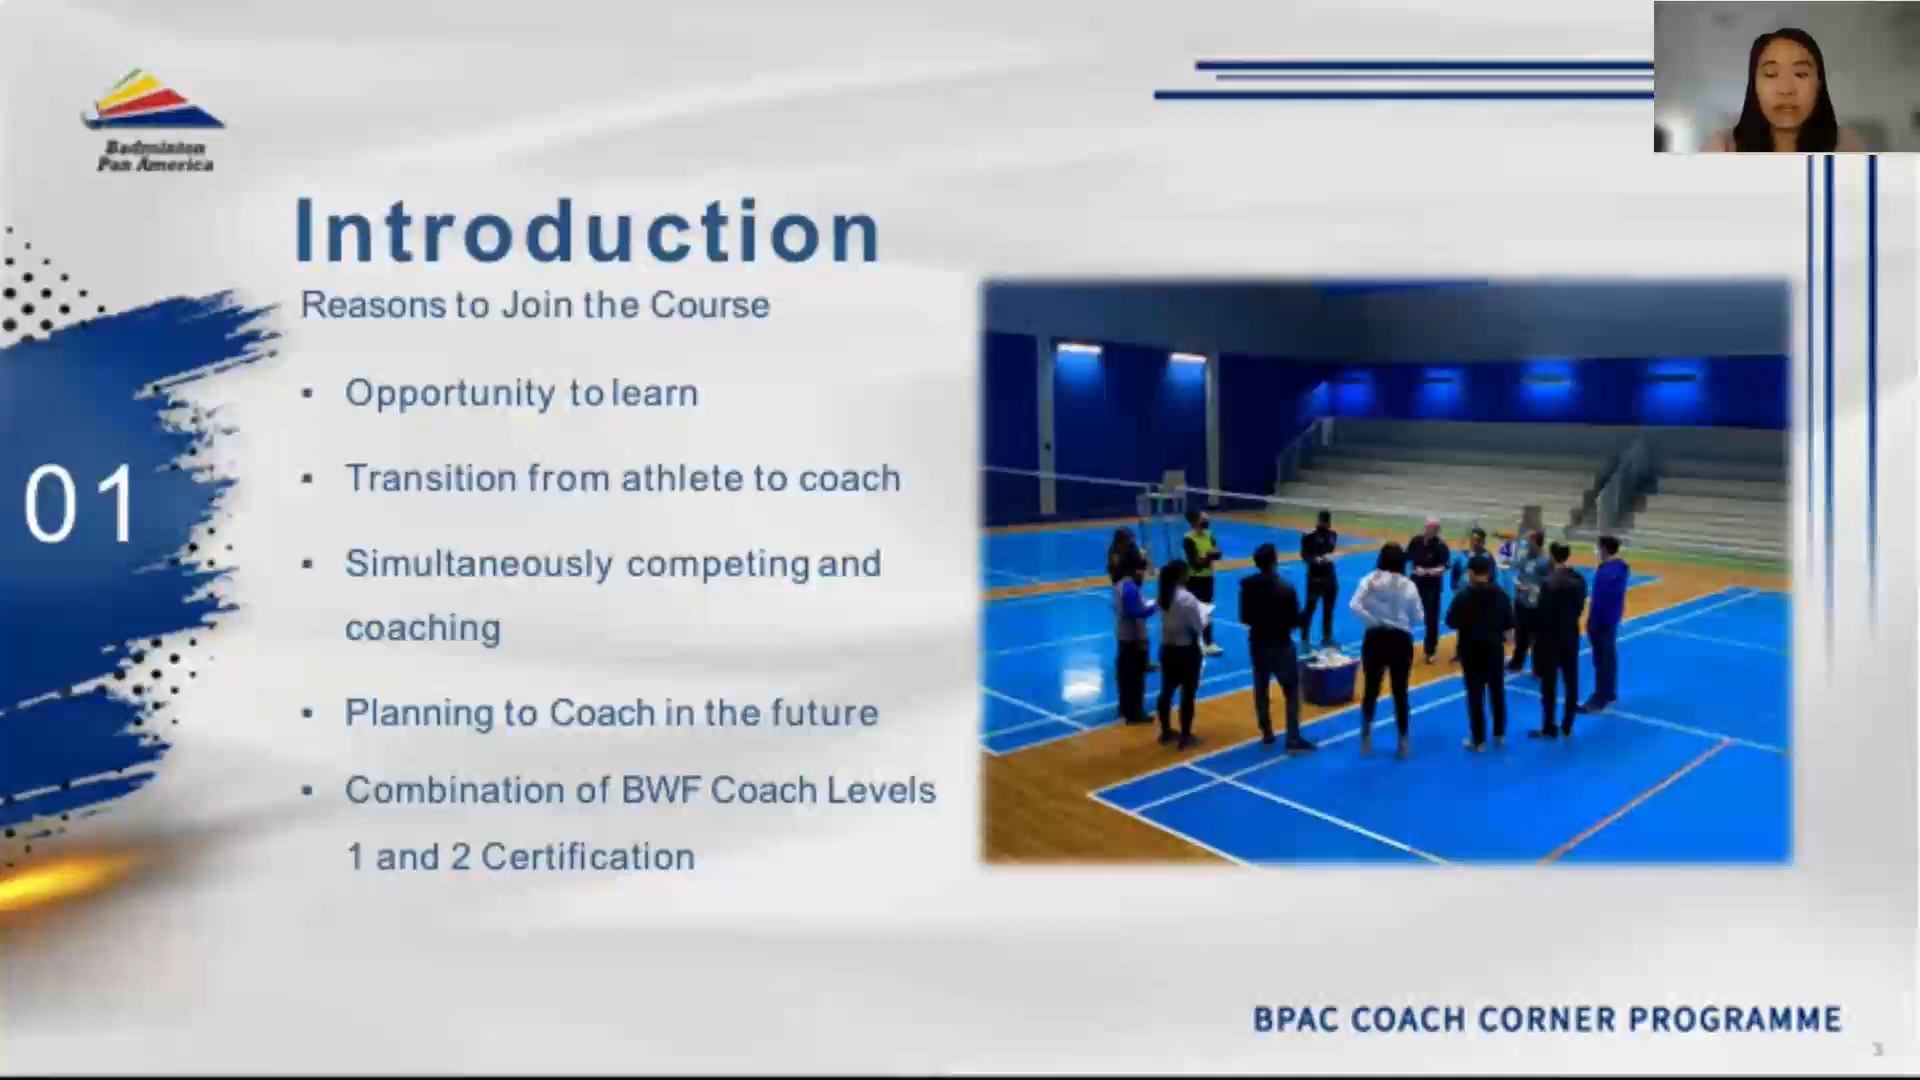 Badminton
Pan America
Introduction
Reasons to Join the Course
01
▪ Opportunity to learn
▪ Transition from athlete to coach
▪ Simultaneously competing and
coaching
▪ Planning to Coach in the future
▪ Combination of BWF Coach Levels
1 and 2 Certification
BPAC COACH CORNER PROGRAMME
3